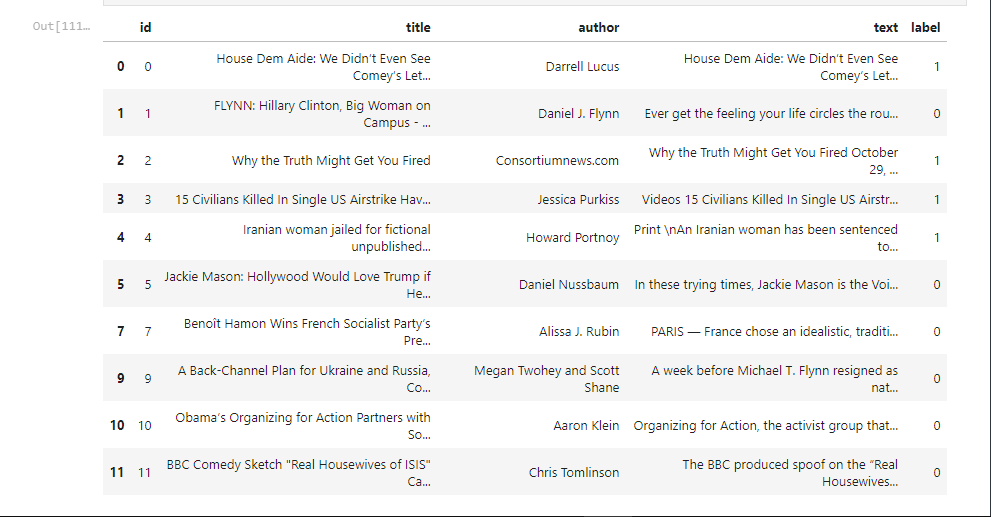 Out[111…
id title author text label
0 0 House Dem Aide: We Didn't Even See Comey's Let... Darrell Lucus House Dem Aide: We Didn't Even See Comey's Let... 1
1 1 FLYNN: Hillary Clinton, Big Woman on Campus - ... Daniel J. Flynn Ever get the feeling your life circles the rou... 0
2 2 Why the Truth Might Get You Fired Consortiumnews.com Why the Truth Might Get You Fired October 29, ... 1
3 3 15 Civilians Killed In Single US Airstrike Hav... Jessica Purkiss Videos 15 Civilians Killed In Single US Airstr... 1
4 4 Iranian woman jailed for fictional unpublished... Howard Portnoy Print \nAn Iranian woman has been sentenced to... 1
5 5 Jackie Mason: Hollywood Would Love Trump if He... Daniel Nussbaum In these trying times, Jackie Mason is the Voi... 0
7 7 Benoît Hamon Wins French Socialist Party's Pre... Alissa J. Rubin PARIS — France chose an idealistic, traditi... 0
9 9 A Back-Channel Plan for Ukraine and Russia, Co... Megan Twohey and Scott Shane A week before Michael T. Flynn resigned as nat... 0
10 10 Obama's Organizing for Action Partners with So... Aaron Klein Organizing for Action, the activist group that... 0
11 11 BBC Comedy Sketch "Real Housewives of ISIS" Ca... Chris Tomlinson The BBC produced spoof on the "Real Housewives... 0